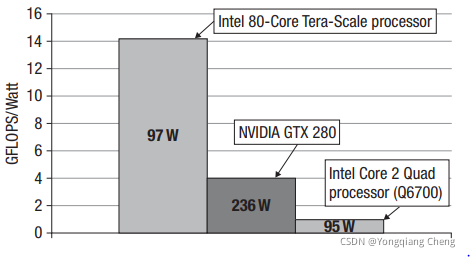 16
14
12
10
8
6
4
2
0
GFLOPS/Watt
Intel 80-Core Tera-Scale processor
97 W
NVIDIA GTX 280
236 W
Intel Core 2 Quad
processor (Q6700)
95 W
CSDN @Yongqiang Cheng